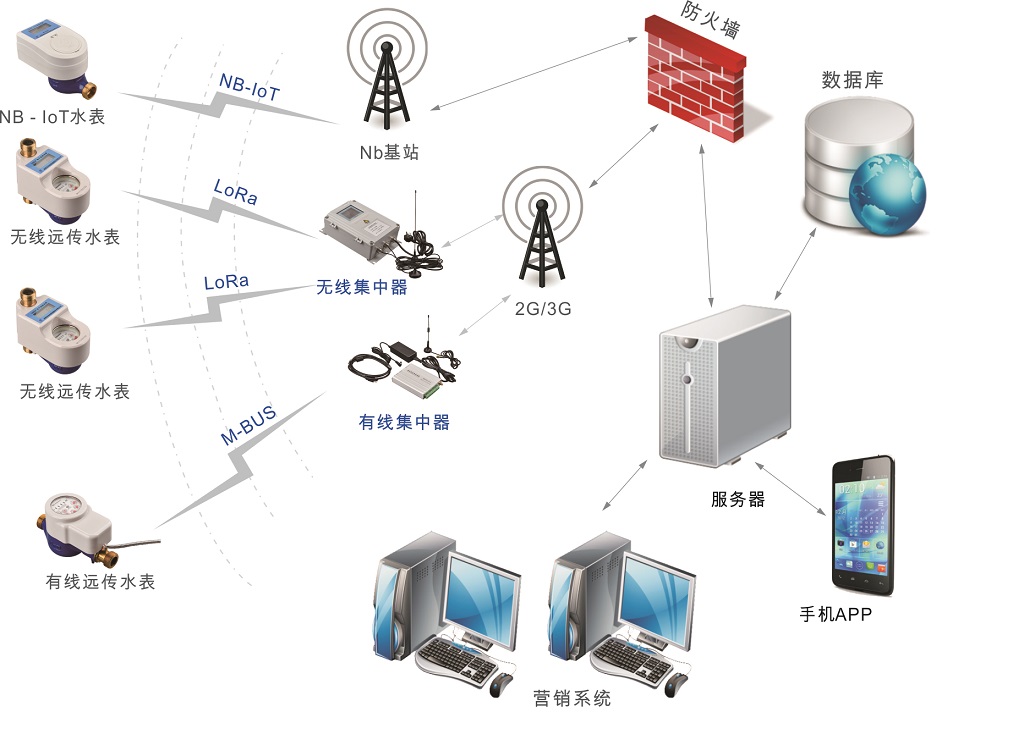 防火墙
NB-IoT
数据库
NB - IoT水表
Nb基站
LoRa
无线远传水表
LoRa
无线集中器
2G/3G
无线远传水表
有线集中器
M-BUS
服务器
有线远传水表
手机APP
营销系统